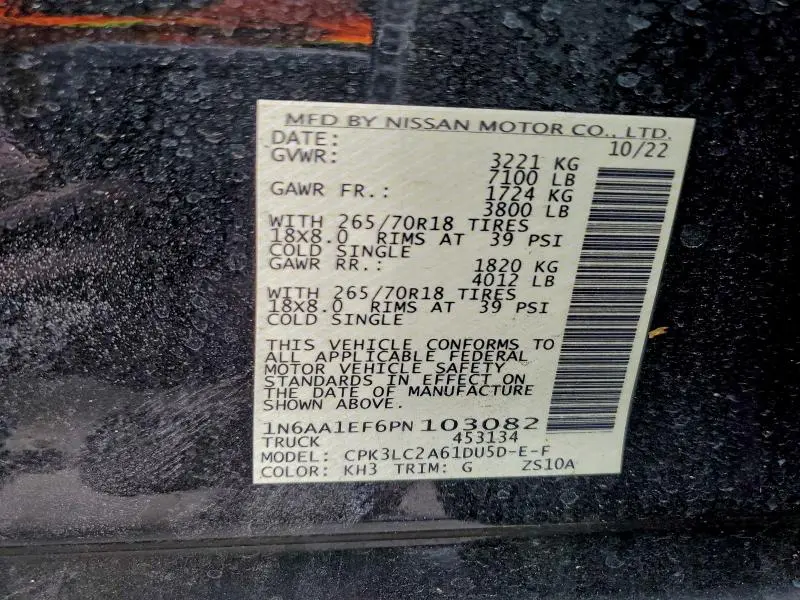 MFD BY NISSAN MOTOR CO., LTD.
DATE: 10/22
GVWR: 3221 KG
7100 LB
GAWR FR.: 1724 KG
3800 LB
WITH 265/70R18 TIRES
18X8.0 RIMS AT 39 PSI
COLD SINGLE
GAWR RR.: 1820 KG
4012 LB
WITH 265/70R18 TIRES
18X8.0 RIMS AT 39 PSI
COLD SINGLE
THIS VEHICLE CONFORMS TO
ALL APPLICABLE FEDERAL
MOTOR VEHICLE SAFETY
STANDARDS IN EFFECT ON
THE DATE OF MANUFACTURE
SHOWN ABOVE.
1N6AA1EF6PN 103082
TRUCK 453134
MODEL: CPK3LC2A61DU5D-E-F
COLOR: KH3 TRIM: G ZS10A